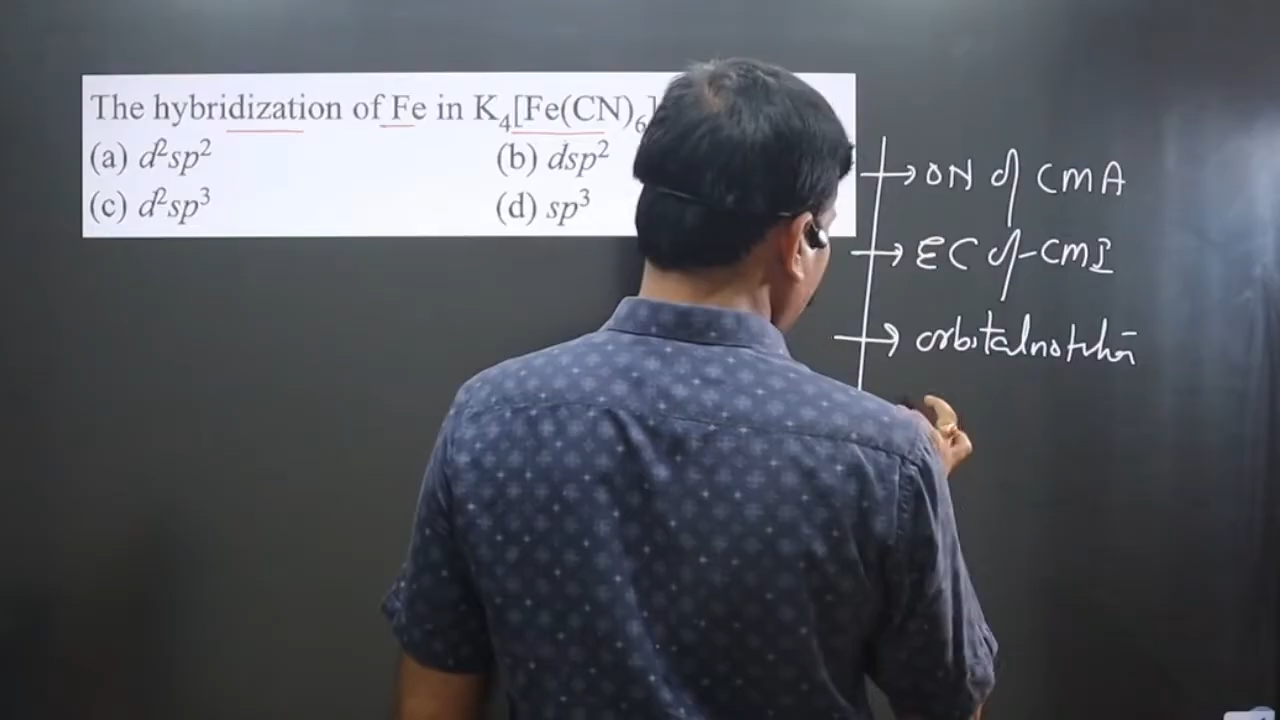 The hybridization of Fe in K₄[Fe(CN)₆]
(a) d²sp²
(b) dsp²
(c) d²sp³
(d) sp³
→ ON of CMA
→ EC of CMI
→ orbital notation